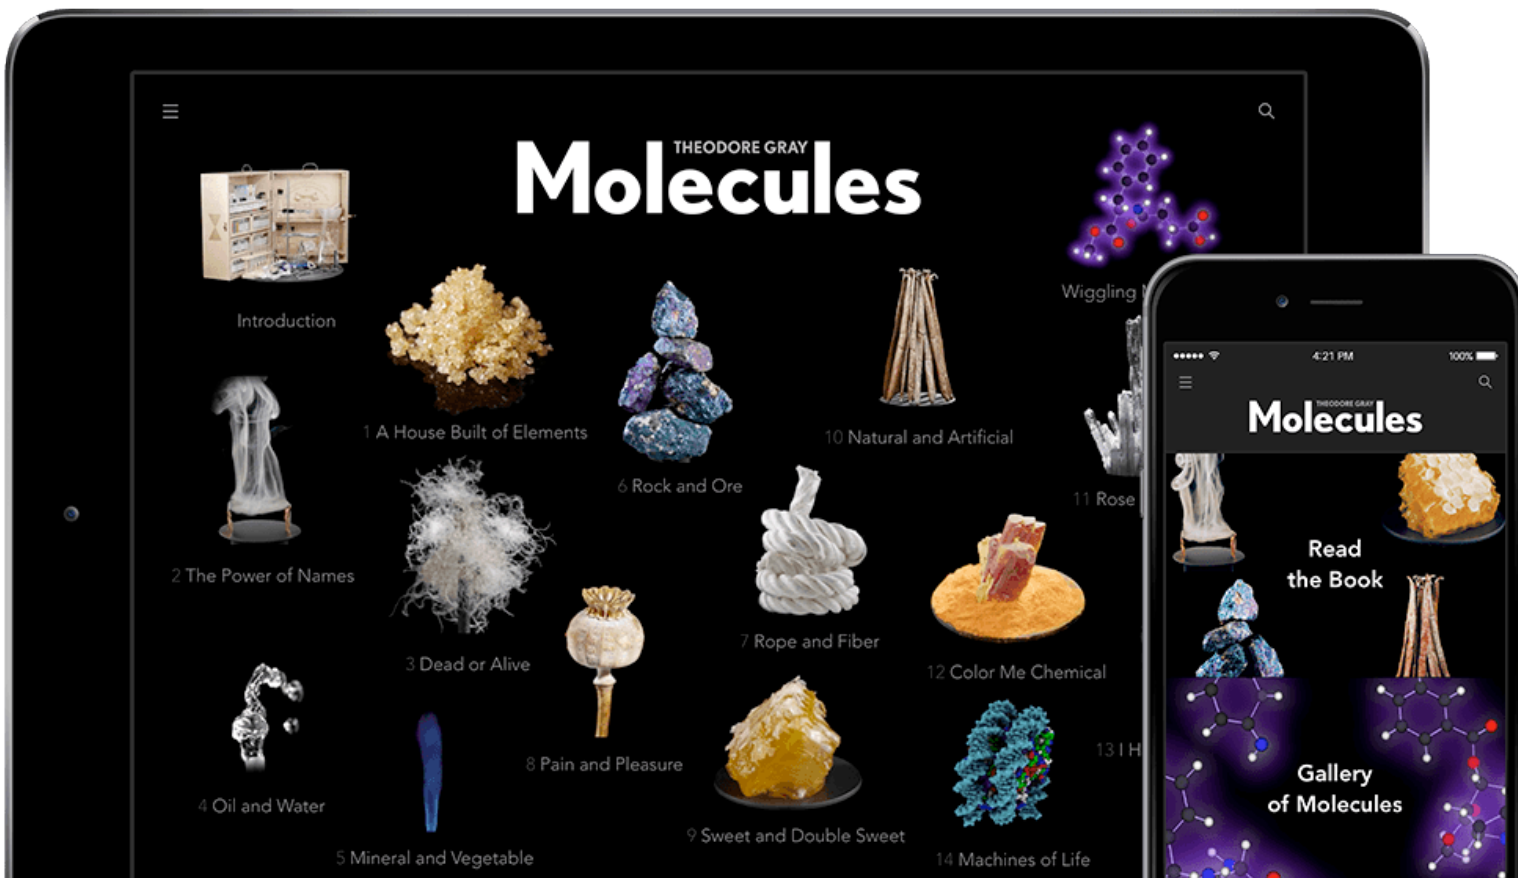 THEODORE GRAY
Molecules
Introduction
Wiggling
1 A House Built of Elements
10 Natural and Artificial
6 Rock and Ore
11 Rose
2 The Power of Names
7 Rope and Fiber
3 Dead or Alive
12 Color Me Chemical
8 Pain and Pleasure
13 I H
4 Oil and Water
9 Sweet and Double Sweet
5 Mineral and Vegetable
14 Machines of Life
4:21 PM
100%
THEODORE GRAY
Molecules
Read
the Book
Gallery
of Molecules